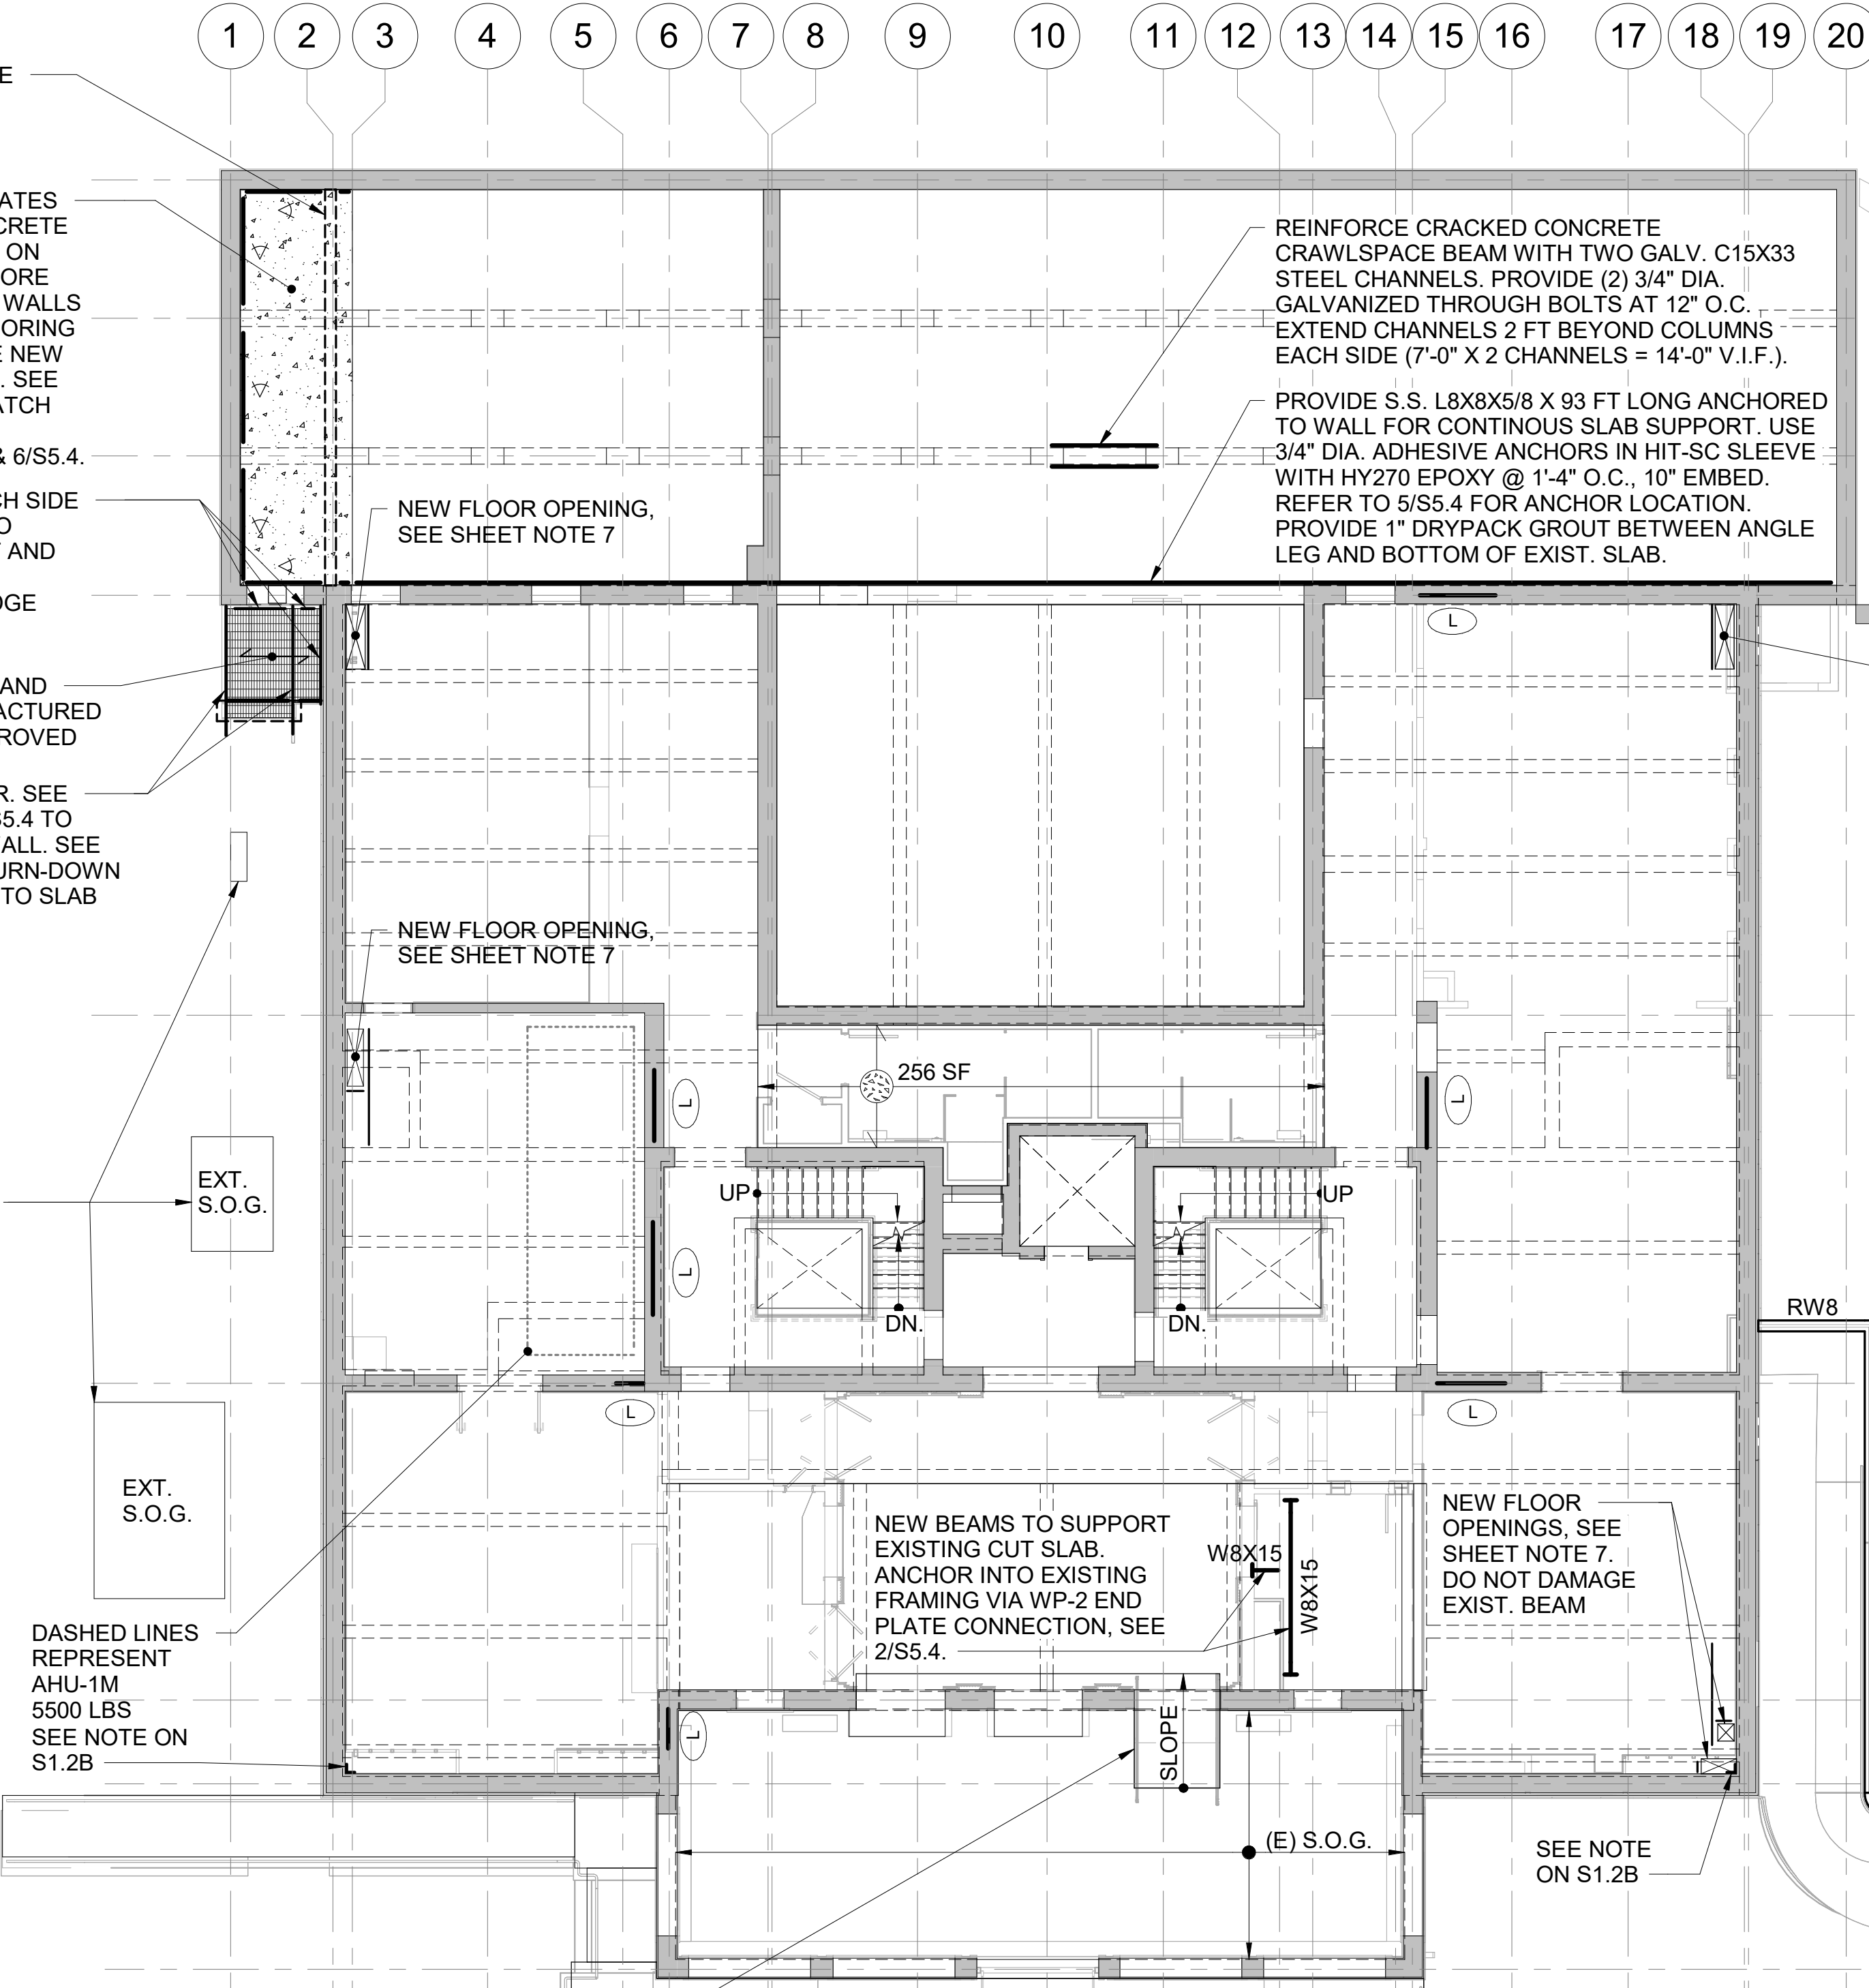 1 2 3 4 5 6 7 8 9 10 11 12 13 14 15 16 17 18 19 20
E
ATES
CRETE
ON
ORE
WALLS
ORING
E NEW
. SEE
ATCH
& 6/S5.4.
CH SIDE
O
T AND
DGE
AND
ACTURED
ROVED
R. SEE
S5.4 TO
ALL. SEE
URN-DOWN
TO SLAB
REINFORCE CRACKED CONCRETE
CRAWLSPACE BEAM WITH TWO GALV. C15X33
STEEL CHANNELS. PROVIDE (2) 3/4" DIA.
GALVANIZED THROUGH BOLTS AT 12" O.C.
EXTEND CHANNELS 2 FT BEYOND COLUMNS
EACH SIDE (7'-0" X 2 CHANNELS = 14'-0" V.I.F.).
PROVIDE S.S. L8X8X5/8 X 93 FT LONG ANCHORED
TO WALL FOR CONTINOUS SLAB SUPPORT. USE
3/4" DIA. ADHESIVE ANCHORS IN HIT-SC SLEEVE
WITH HY270 EPOXY @ 1'-4" O.C., 10" EMBED.
REFER TO 5/S5.4 FOR ANCHOR LOCATION.
PROVIDE 1" DRYPACK GROUT BETWEEN ANGLE
LEG AND BOTTOM OF EXIST. SLAB.
NEW FLOOR OPENING,
SEE SHEET NOTE 7
L
NEW FLOOR OPENING,
SEE SHEET NOTE 7
256 SF
L
L
EXT.
S.O.G.
UP
UP
L
DN.
DN.
RW8
L
L
EXT.
S.O.G.
NEW BEAMS TO SUPPORT
EXISTING CUT SLAB.
ANCHOR INTO EXISTING
FRAMING VIA WP-2 END
PLATE CONNECTION, SEE
2/S5.4.
W8X15
W8X15
NEW FLOOR
OPENINGS, SEE
SHEET NOTE 7.
DO NOT DAMAGE
EXIST. BEAM
DASHED LINES
REPRESENT
AHU-1M
5500 LBS
SEE NOTE ON
S1.2B
L
SLOPE
(E) S.O.G.
SEE NOTE
ON S1.2B